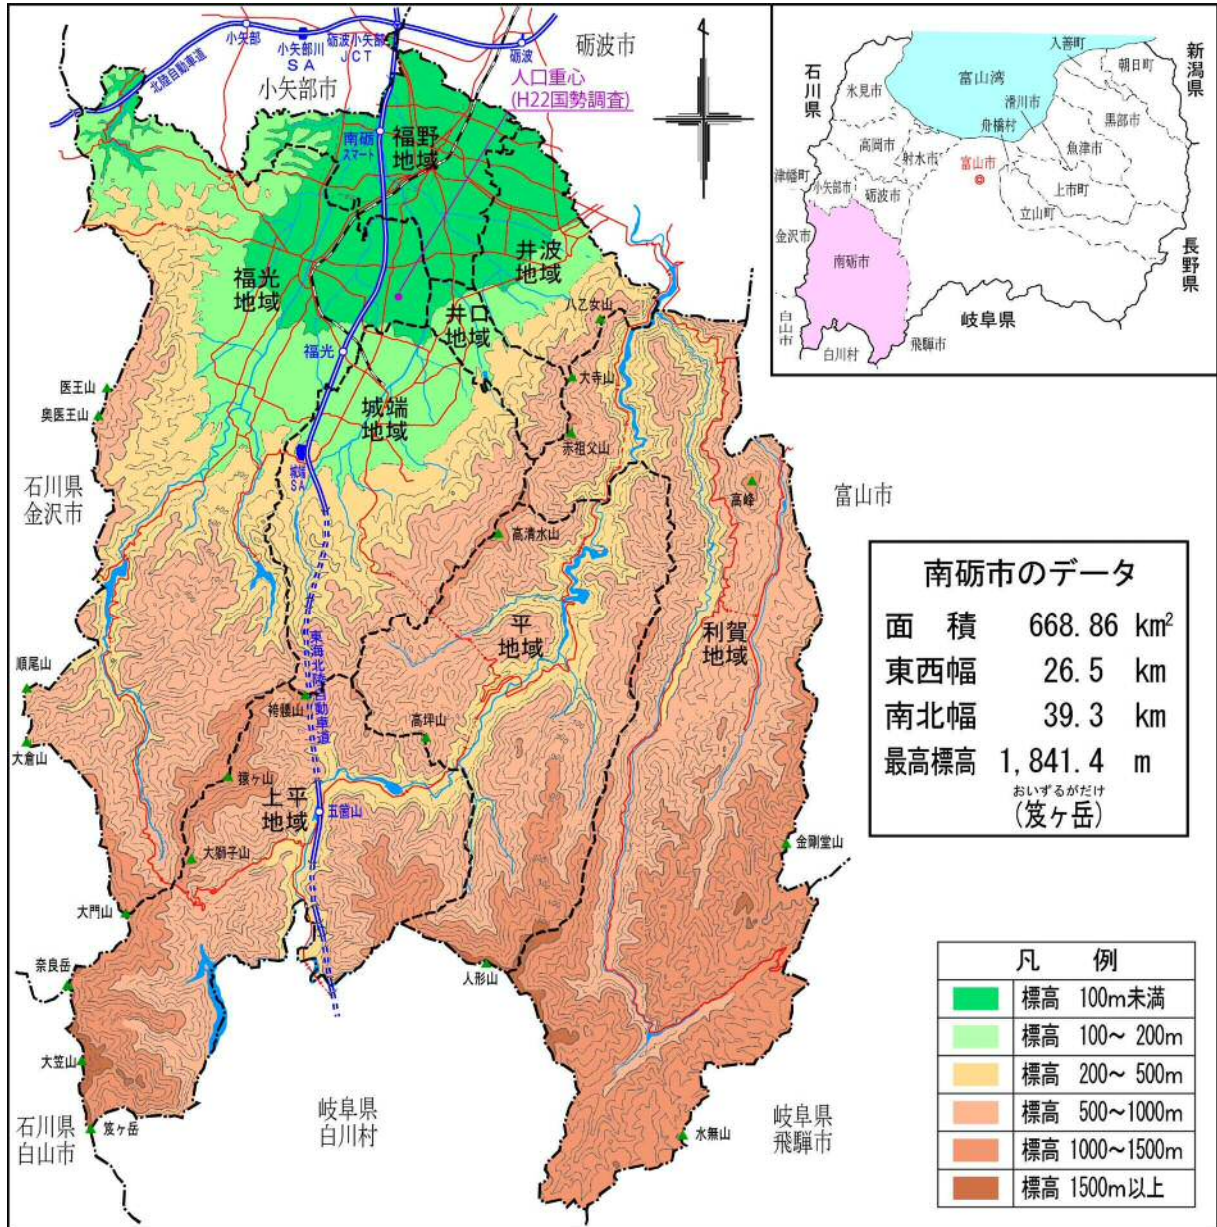 小矢部
小矢部川
SA
砺波小矢部
JCT
砺波
砺波市
北陸自動車道
小矢部市
人口重心
(H22国勢調査)
南砺
スマート
福野
地域
福光
地域
井波
地域
井口
地域
八乙女山
福光
大寺山
医王山
奥医王山
城端
地域
赤祖父山
城端
SA
石川県
金沢市
高峰
富山市
高清水山
平
地域
利賀
地域
東海北陸自動車道
順尾山
袴腰山
高坪山
大倉山
猿ヶ山
上平
地域
五箇山
大獅子山
金剛堂山
大門山
奈良岳
人形山
大笠山
石川県
白山市
笈ヶ岳
岐阜県
白川村
水無山
岐阜県
飛騨市
石川県
氷見市
富山湾
入善町
朝日町
新潟県
滑川市
舟橋村
黒部市
高岡市
射水市
富山市
魚津市
津幡町
小矢部市
砺波市
上市町
立山町
金沢市
南砺市
長野県
白山市
白川村
飛騨市
岐阜県
南砺市のデータ
面 積 668.86 km²
東西幅 26.5 km
南北幅 39.3 km
最高標高 1,841.4 m
おいずるがだけ
(笈ヶ岳)
凡 例
標高 100m未満
標高 100～ 200m
標高 200～ 500m
標高 500～1000m
標高 1000～1500m
標高 1500m以上